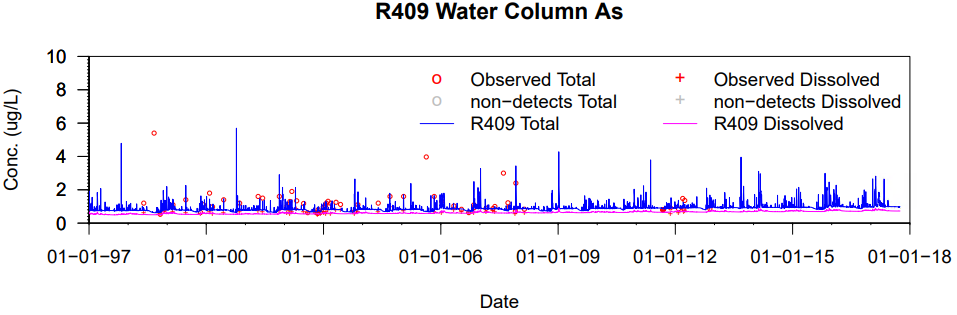 R409 Water Column As
Conc. (ug/L)
10
8
6
4
2
0
o Observed Total
o non−detects Total
R409 Total
+ Observed Dissolved
+ non−detects Dissolved
R409 Dissolved
01−01−97 01−01−00 01−01−03 01−01−06 01−01−09 01−01−12 01−01−15 01−01−18
Date